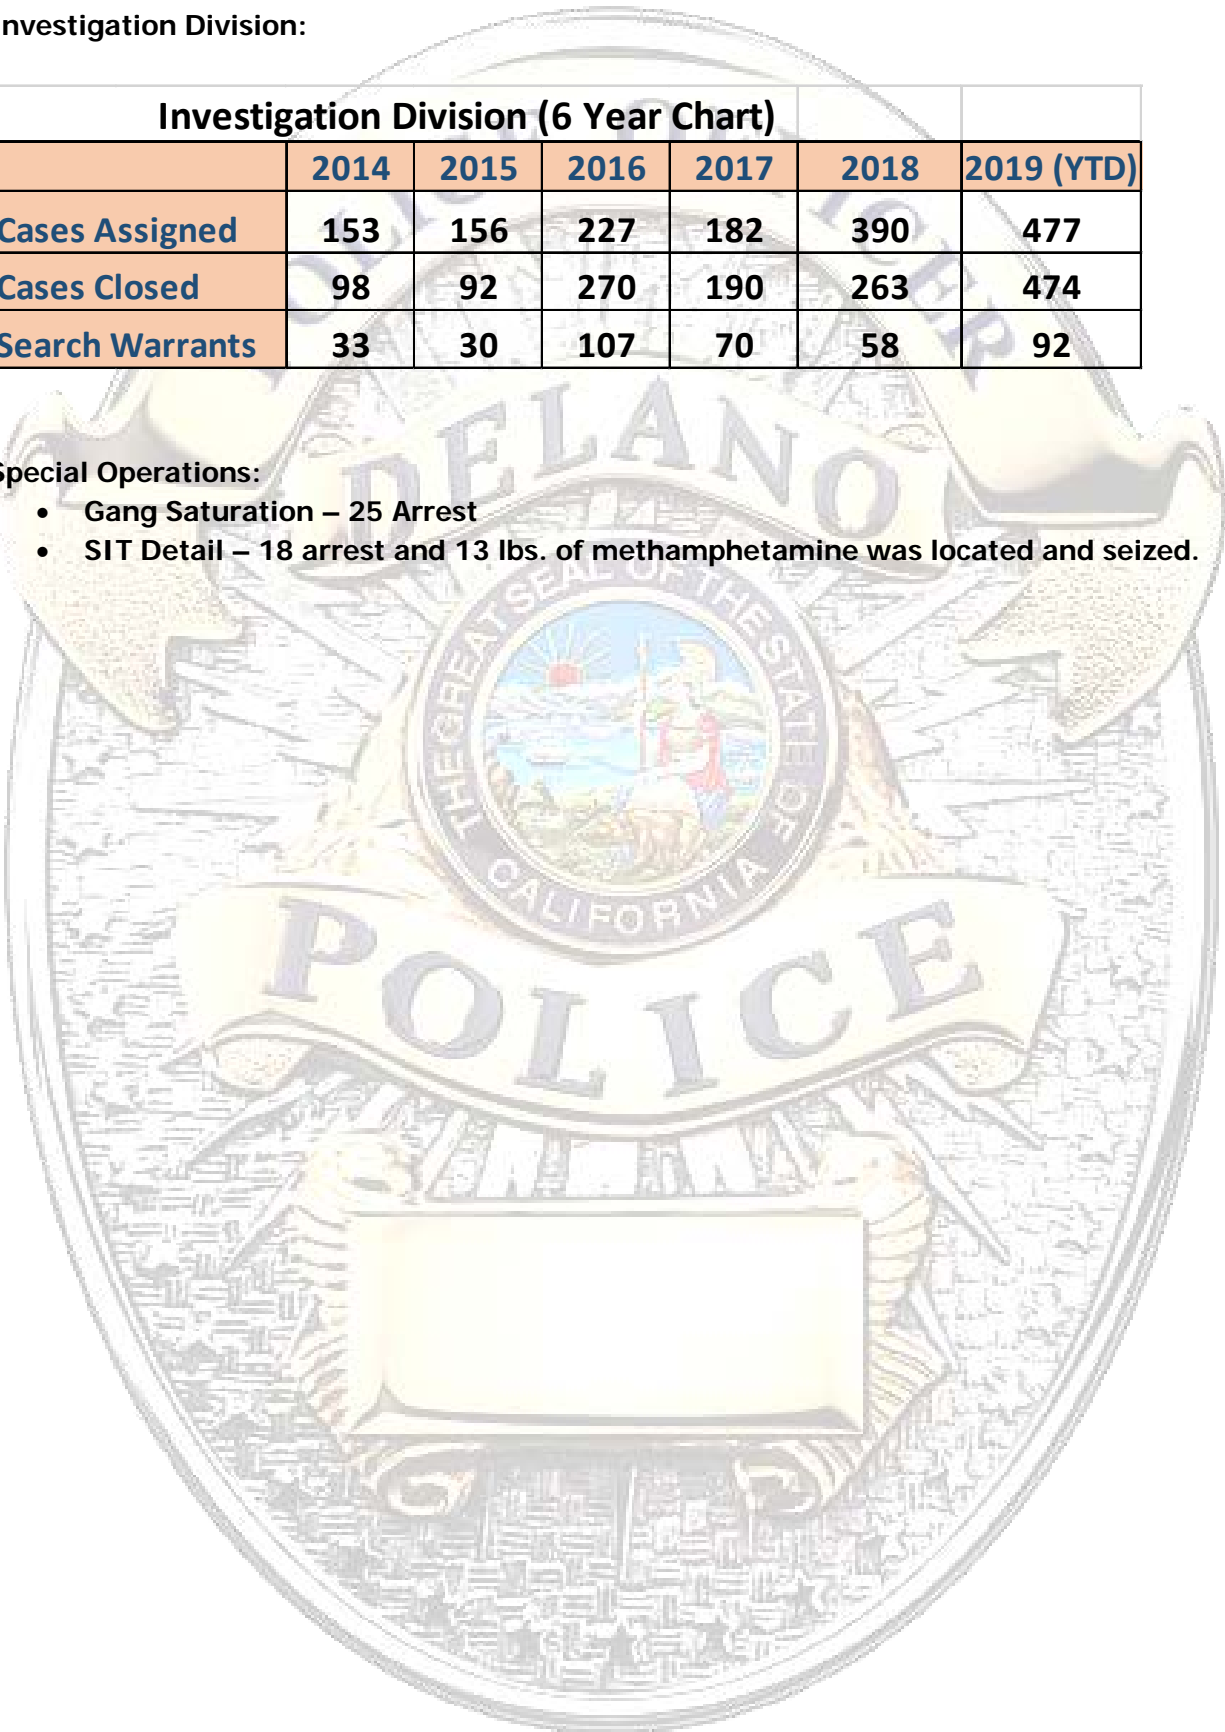 nvestigation Division:
Investigation Division (6 Year Chart)
2014 2015 2016 2017 2018 2019 (YTD)
Cases Assigned 153 156 227 182 390 477
Cases Closed 98 92 270 190 263 474
Search Warrants 33 30 107 70 58 92
Special Operations:
• Gang Saturation – 25 Arrest
• SIT Detail – 18 arrest and 13 lbs. of methamphetamine was located and seized.
POLICE OFFICER
DELANO
THE GREAT SEAL OF THE STATE OF CALIFORNIA
POLICE